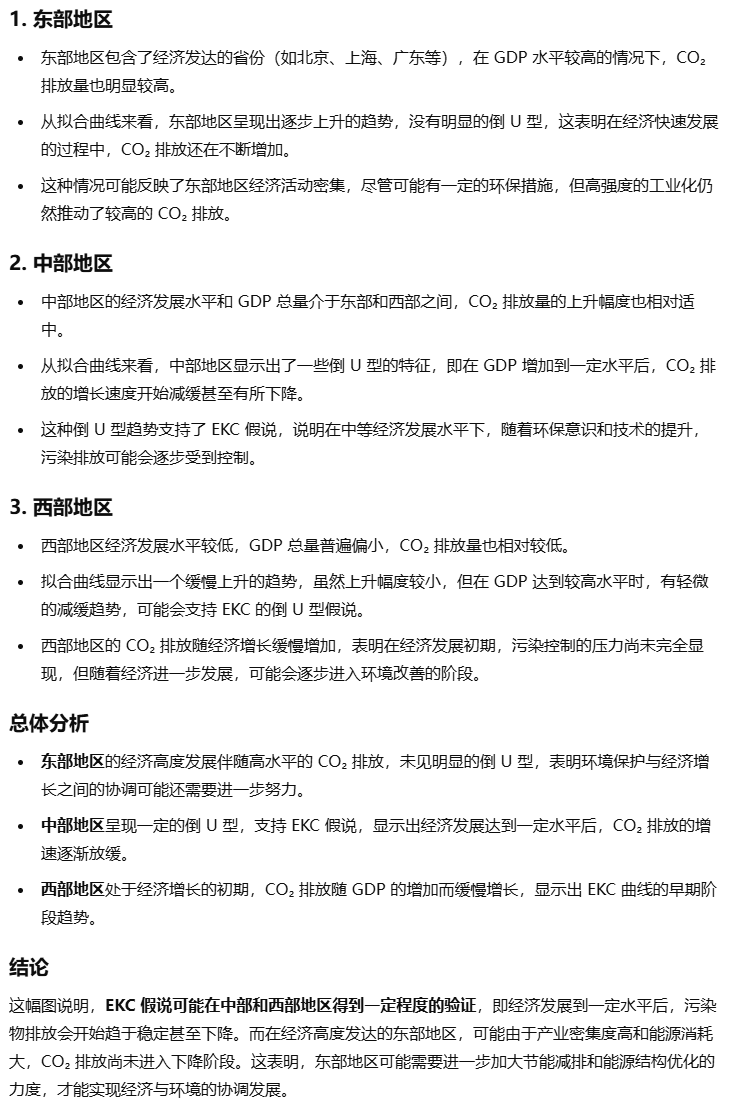 1. 东部地区
• 东部地区包含了经济发达的省份（如北京、上海、广东等），在 GDP 水平较高的情况下，CO₂
排放量也明显较高。
• 从拟合曲线来看，东部地区呈现出逐步上升的趋势，没有明显的倒 U 型，这表明在经济快速发展
的过程中，CO₂ 排放还在不断增加。
• 这种情况可能反映了东部地区经济活动密集，尽管可能有一定的环保措施，但高强度的工业化仍
然推动了较高的 CO₂ 排放。
2. 中部地区
• 中部地区的经济发展水平和 GDP 总量介于东部和西部之间，CO₂ 排放量的上升幅度也相对适
中。
• 从拟合曲线来看，中部地区显示出了一些倒 U 型的特征，即在 GDP 增加到一定水平后，CO₂ 排
放的增长速度开始减缓甚至有所下降。
• 这种倒 U 型趋势支持了 EKC 假说，说明在中等经济发展水平下，随着环保意识和技术的提升，
污染排放可能会逐步受到控制。
3. 西部地区
• 西部地区经济发展水平较低，GDP 总量普遍偏小，CO₂ 排放量也相对较低。
• 拟合曲线显示出一个缓慢上升的趋势，虽然上升幅度较小，但在 GDP 达到较高水平时，有轻微
的减缓趋势，可能会支持 EKC 的倒 U 型假说。
• 西部地区的 CO₂ 排放随经济增长缓慢增加，表明在经济发展初期，污染控制的压力尚未完全显
现，但随着经济进一步发展，可能会逐步进入环境改善的阶段。
总体分析
• 东部地区的经济高度发展伴随高水平的 CO₂ 排放，未见明显的倒 U 型，表明环境保护与经济增
长之间的协调可能还需要进一步努力。
• 中部地区呈现一定的倒 U 型，支持 EKC 假说，显示出经济发展达到一定水平后，CO₂ 排放的增
速逐渐放缓。
• 西部地区处于经济增长的初期，CO₂ 排放随 GDP 的增加而缓慢增长，显示出 EKC 曲线的早期阶
段趋势。
结论
这幅图说明，EKC 假说可能在中部和西部地区得到一定程度的验证，即经济发展到一定水平后，污染
物排放会开始趋于稳定甚至下降。而在经济高度发达的东部地区，可能由于产业密集度高和能源消耗
大，CO₂ 排放尚未进入下降阶段。这表明，东部地区可能需要进一步加大节能减排和能源结构优化的
力度，才能实现经济与环境的协调发展。